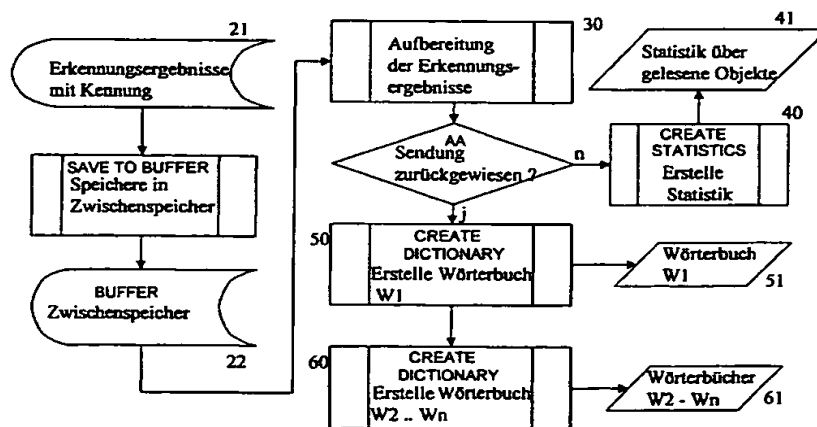 21
Erkennungsergebnisse
mit Kennung
SAVE TO BUFFER
Speichere in
Zwischenspeicher
BUFFER
Zwischenspeicher
22
30
Aufbereitung
der Erkennungs-
ergebnisse
AA
Sendung
zurückgewiesen ?
n
j
41
Statistik über
gelesene Objekte
40
CREATE
STATISTICS
Erstelle
Statistik
50
CREATE
DICTIONARY
Erstelle Wörterbuch
W1
Wörterbuch
W1
51
60
CREATE
DICTIONARY
Erstelle Wörterbuch
W2 .. Wn
Wörterbücher
W2 - Wn
61